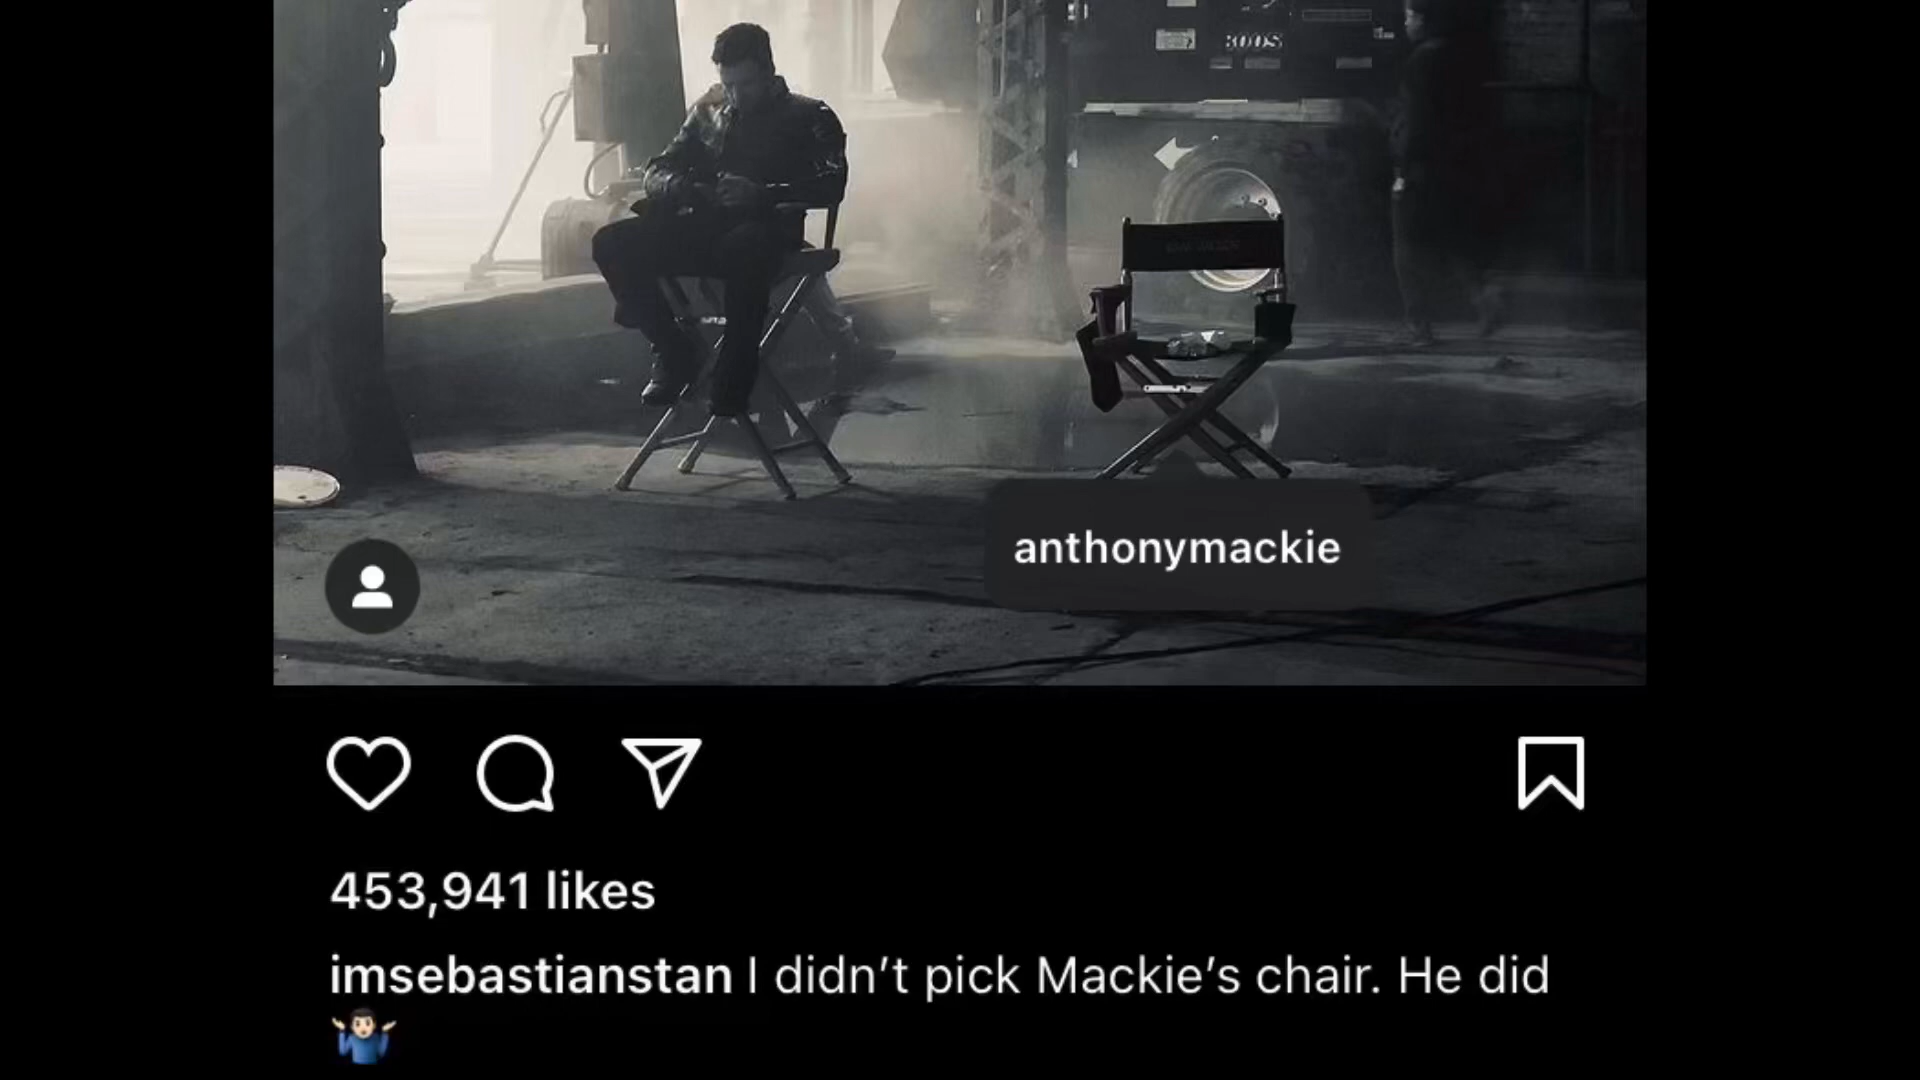 anthonymackie
453,941 likes
imsebastianstan I didn’t pick Mackie’s chair. He did
🤷🏻‍♂️